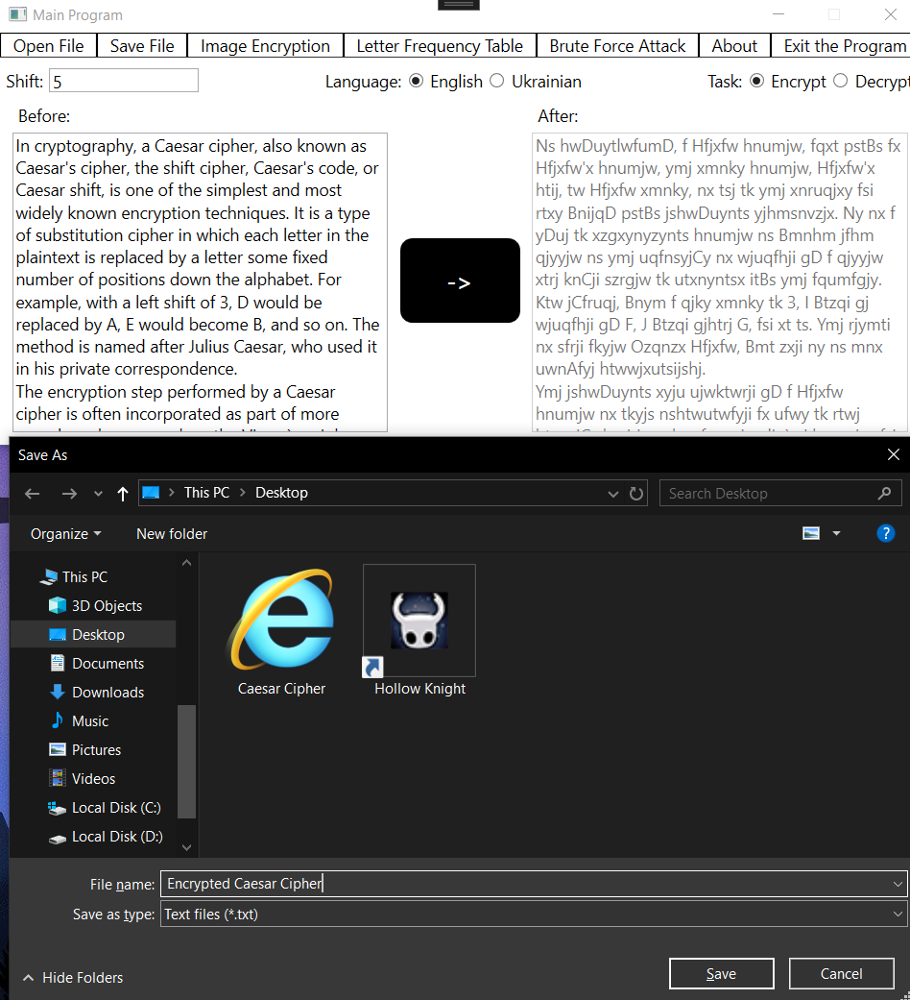 Main Program
Open File Save File Image Encryption Letter Frequency Table Brute Force Attack About Exit the Program
Shift: 5 Language: English Ukrainian Task: Encrypt Decrypt
Before: After:
In cryptography, a Caesar cipher, also known as
Caesar's cipher, the shift cipher, Caesar's code, or
Caesar shift, is one of the simplest and most
widely known encryption techniques. It is a type
of substitution cipher in which each letter in the
plaintext is replaced by a letter some fixed
number of positions down the alphabet. For
example, with a left shift of 3, D would be
replaced by A, E would become B, and so on. The
method is named after Julius Caesar, who used it
in his private correspondence.
The encryption step performed by a Caesar
cipher is often incorporated as part of more
->
Ns hwDuytlwfumD, f Hfjxfw hnumjw, fqxt pstBs fx
Hfjxfw'x hnumjw, ymj xmnky hnumjw, Hfjxfw'x
htij, tw Hfjxfw xmnky, nx tsj tk ymj xnruqjxy fsi
rtxy BnijqD pstBs jshwDuynts yjhmsnvzjx. Ny nx f
yDuj tk xzgxynyzynts hnumjw ns Bmnhm jfhm
qjyyjw ns ymj uqfnsyjCy nx wjuqfhji gD f qjyyjw
xtrj knCji szrgjw tk utxnyntsx itBs ymj fqumfgjy.
Ktw jCfruqj, Bnym f qjky xmnky tk 3, I Btzqi gj
wjuqfhji gD F, J Btzqi gjhtrj G, fsi xt ts. Ymj rjymti
nx sfrji fkyjw Ozqnzx Hfjxfw, Bmt zxji ny ns mnx
uwnAfyj htwwjxutsijshj.
Ymj jshwDuynts xyju ujwktwrji gD f Hfjxfw
hnumjw nx tkyjs nshtwutwfyji fx ufwy tk rtwj
Save As
This PC Desktop Search Desktop
Organize New folder ?
This PC
3D Objects
Desktop
Documents
Downloads
Music
Pictures
Videos
Local Disk (C:)
Local Disk (D:)
Caesar Cipher Hollow Knight
File name: Encrypted Caesar Cipher
Save as type: Text files (*.txt)
Hide Folders Save Cancel